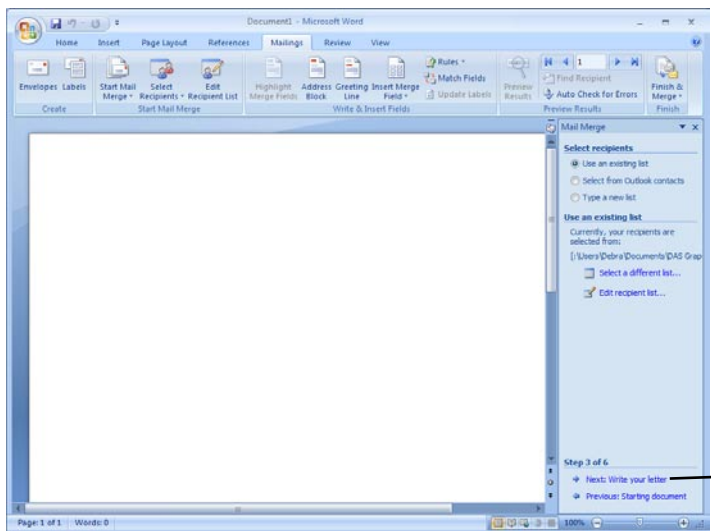 Document1 - Microsoft Word
Home Insert Page Layout References Mailings Review View
Envelopes Labels
Create
Start Mail Merge Select Recipients Edit Recipient List
Start Mail Merge
Highlight Merge Fields Address Block Greeting Line Insert Merge Field
Rules
Match Fields
Update Labels
Write & Insert Fields
Preview Results
1
Find Recipient
Auto Check for Errors
Preview Results
Finish & Merge
Finish
Mail Merge
Select recipients
Use an existing list
Select from Outlook contacts
Type a new list
Use an existing list
Currently, your recipients are
selected from:
[:\Users\Debra\Documents\DAS Grap
Select a different list...
Edit recipient list...
Step 3 of 6
Next: Write your letter
Previous: Starting document
Page: 1 of 1 Words: 0
100%